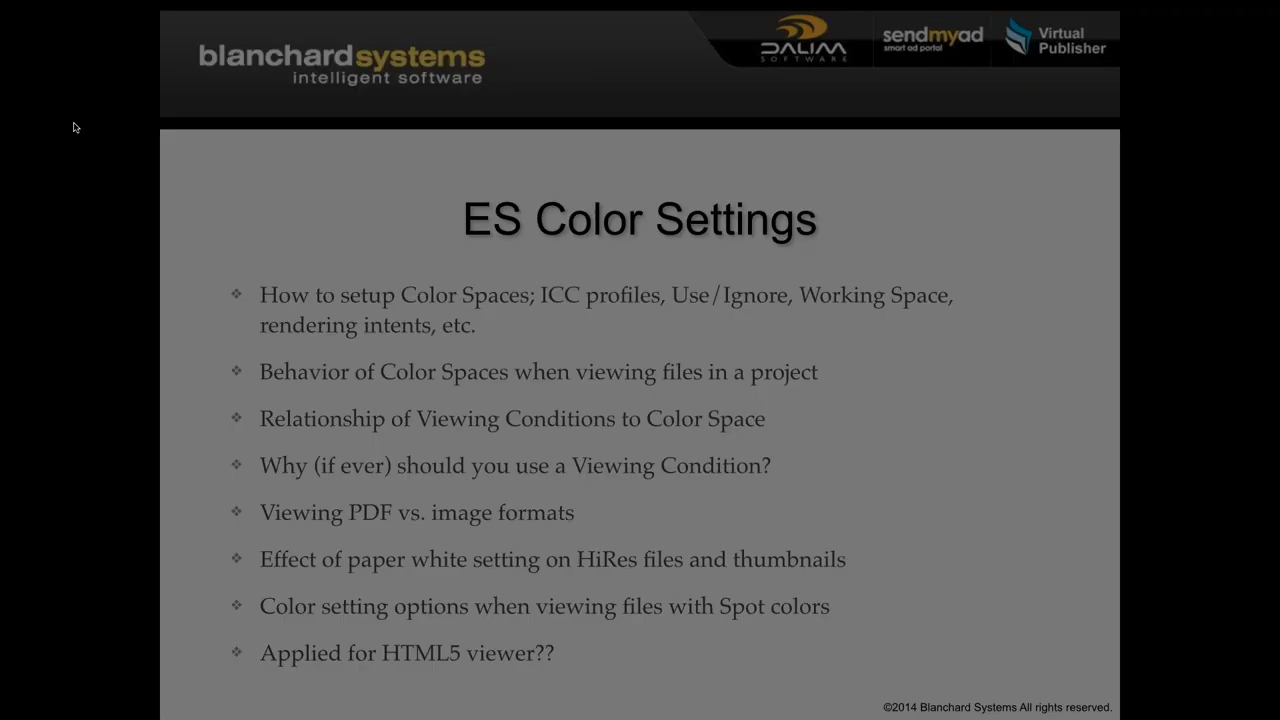 blanchardsystems
intelligent software
DALIM
SOFTWARE
sendmyad
smart ad portal
Virtual
Publisher
ES Color Settings
❖ How to setup Color Spaces; ICC profiles, Use/Ignore, Working Space,
rendering intents, etc.
❖ Behavior of Color Spaces when viewing files in a project
❖ Relationship of Viewing Conditions to Color Space
❖ Why (if ever) should you use a Viewing Condition?
❖ Viewing PDF vs. image formats
❖ Effect of paper white setting on HiRes files and thumbnails
❖ Color setting options when viewing files with Spot colors
❖ Applied for HTML5 viewer??
©2014 Blanchard Systems All rights reserved.